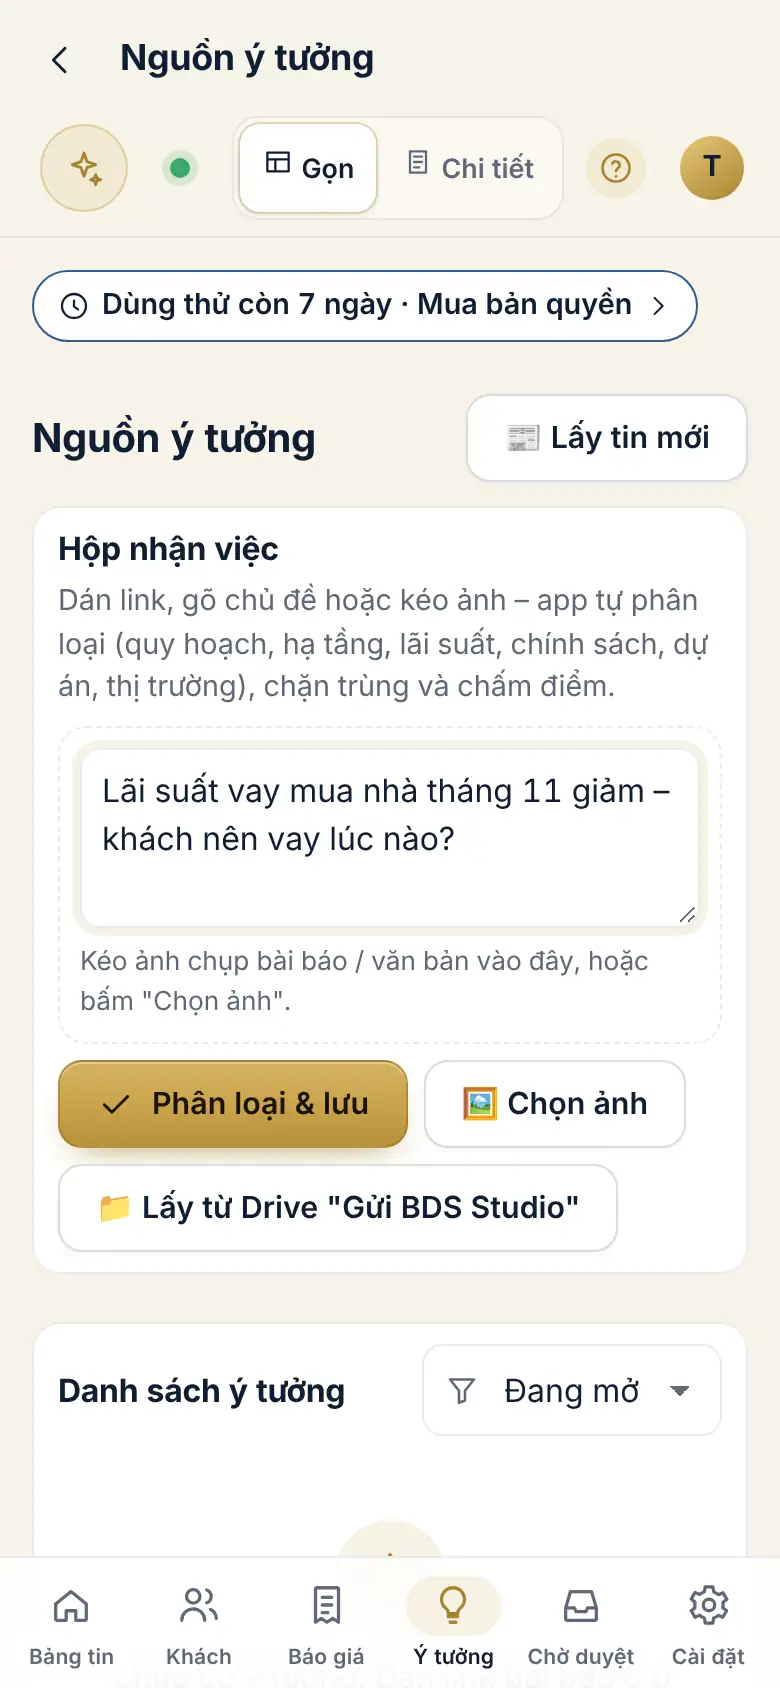 Nguồn ý tưởng
Gọn
Chi tiết
T
Dùng thử còn 7 ngày · Mua bản quyền
Nguồn ý tưởng
Lấy tin mới
Hộp nhận việc
Dán link, gõ chủ đề hoặc kéo ảnh – app tự phân
loại (quy hoạch, hạ tầng, lãi suất, chính sách, dự
án, thị trường), chặn trùng và chấm điểm.
Lãi suất vay mua nhà tháng 11 giảm –
khách nên vay lúc nào?
Kéo ảnh chụp bài báo / văn bản vào đây, hoặc
bấm "Chọn ảnh".
Phân loại & lưu
Chọn ảnh
Lấy từ Drive "Gửi BDS Studio"
Danh sách ý tưởng
Đang mở
Bảng tin
Khách
Báo giá
Ý tưởng
Chờ duyệt
Cài đặt